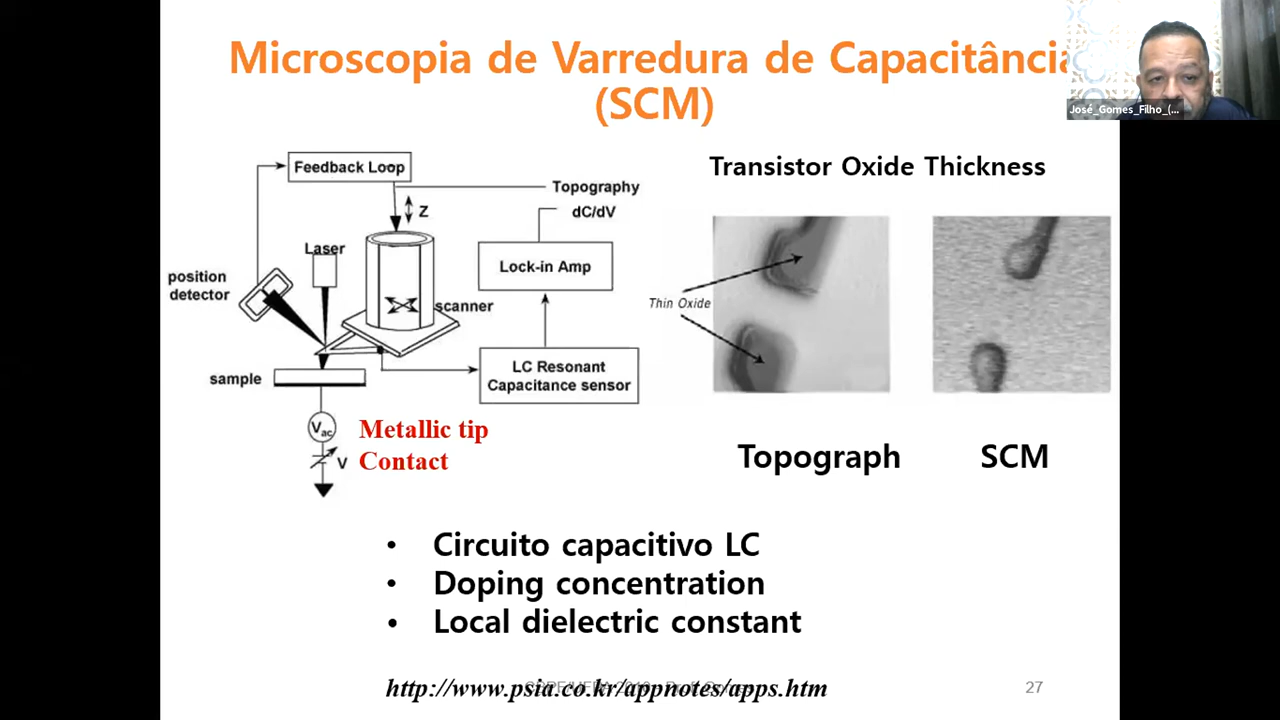 Microscopia de Varredura de Capacitânci
(SCM)
José_Gomes_Filho_(...
Feedback Loop
Topography
Z
dC/dV
Laser
Lock-in Amp
position
detector
scanner
LC Resonant
Capacitance sensor
sample
Vac
V
Metallic tip
Contact
Transistor Oxide Thickness
Thin Oxide
Topograph
SCM
• Circuito capacitivo LC
• Doping concentration
• Local dielectric constant
http://www.psia.co.kr/appnotes/apps.htm
27